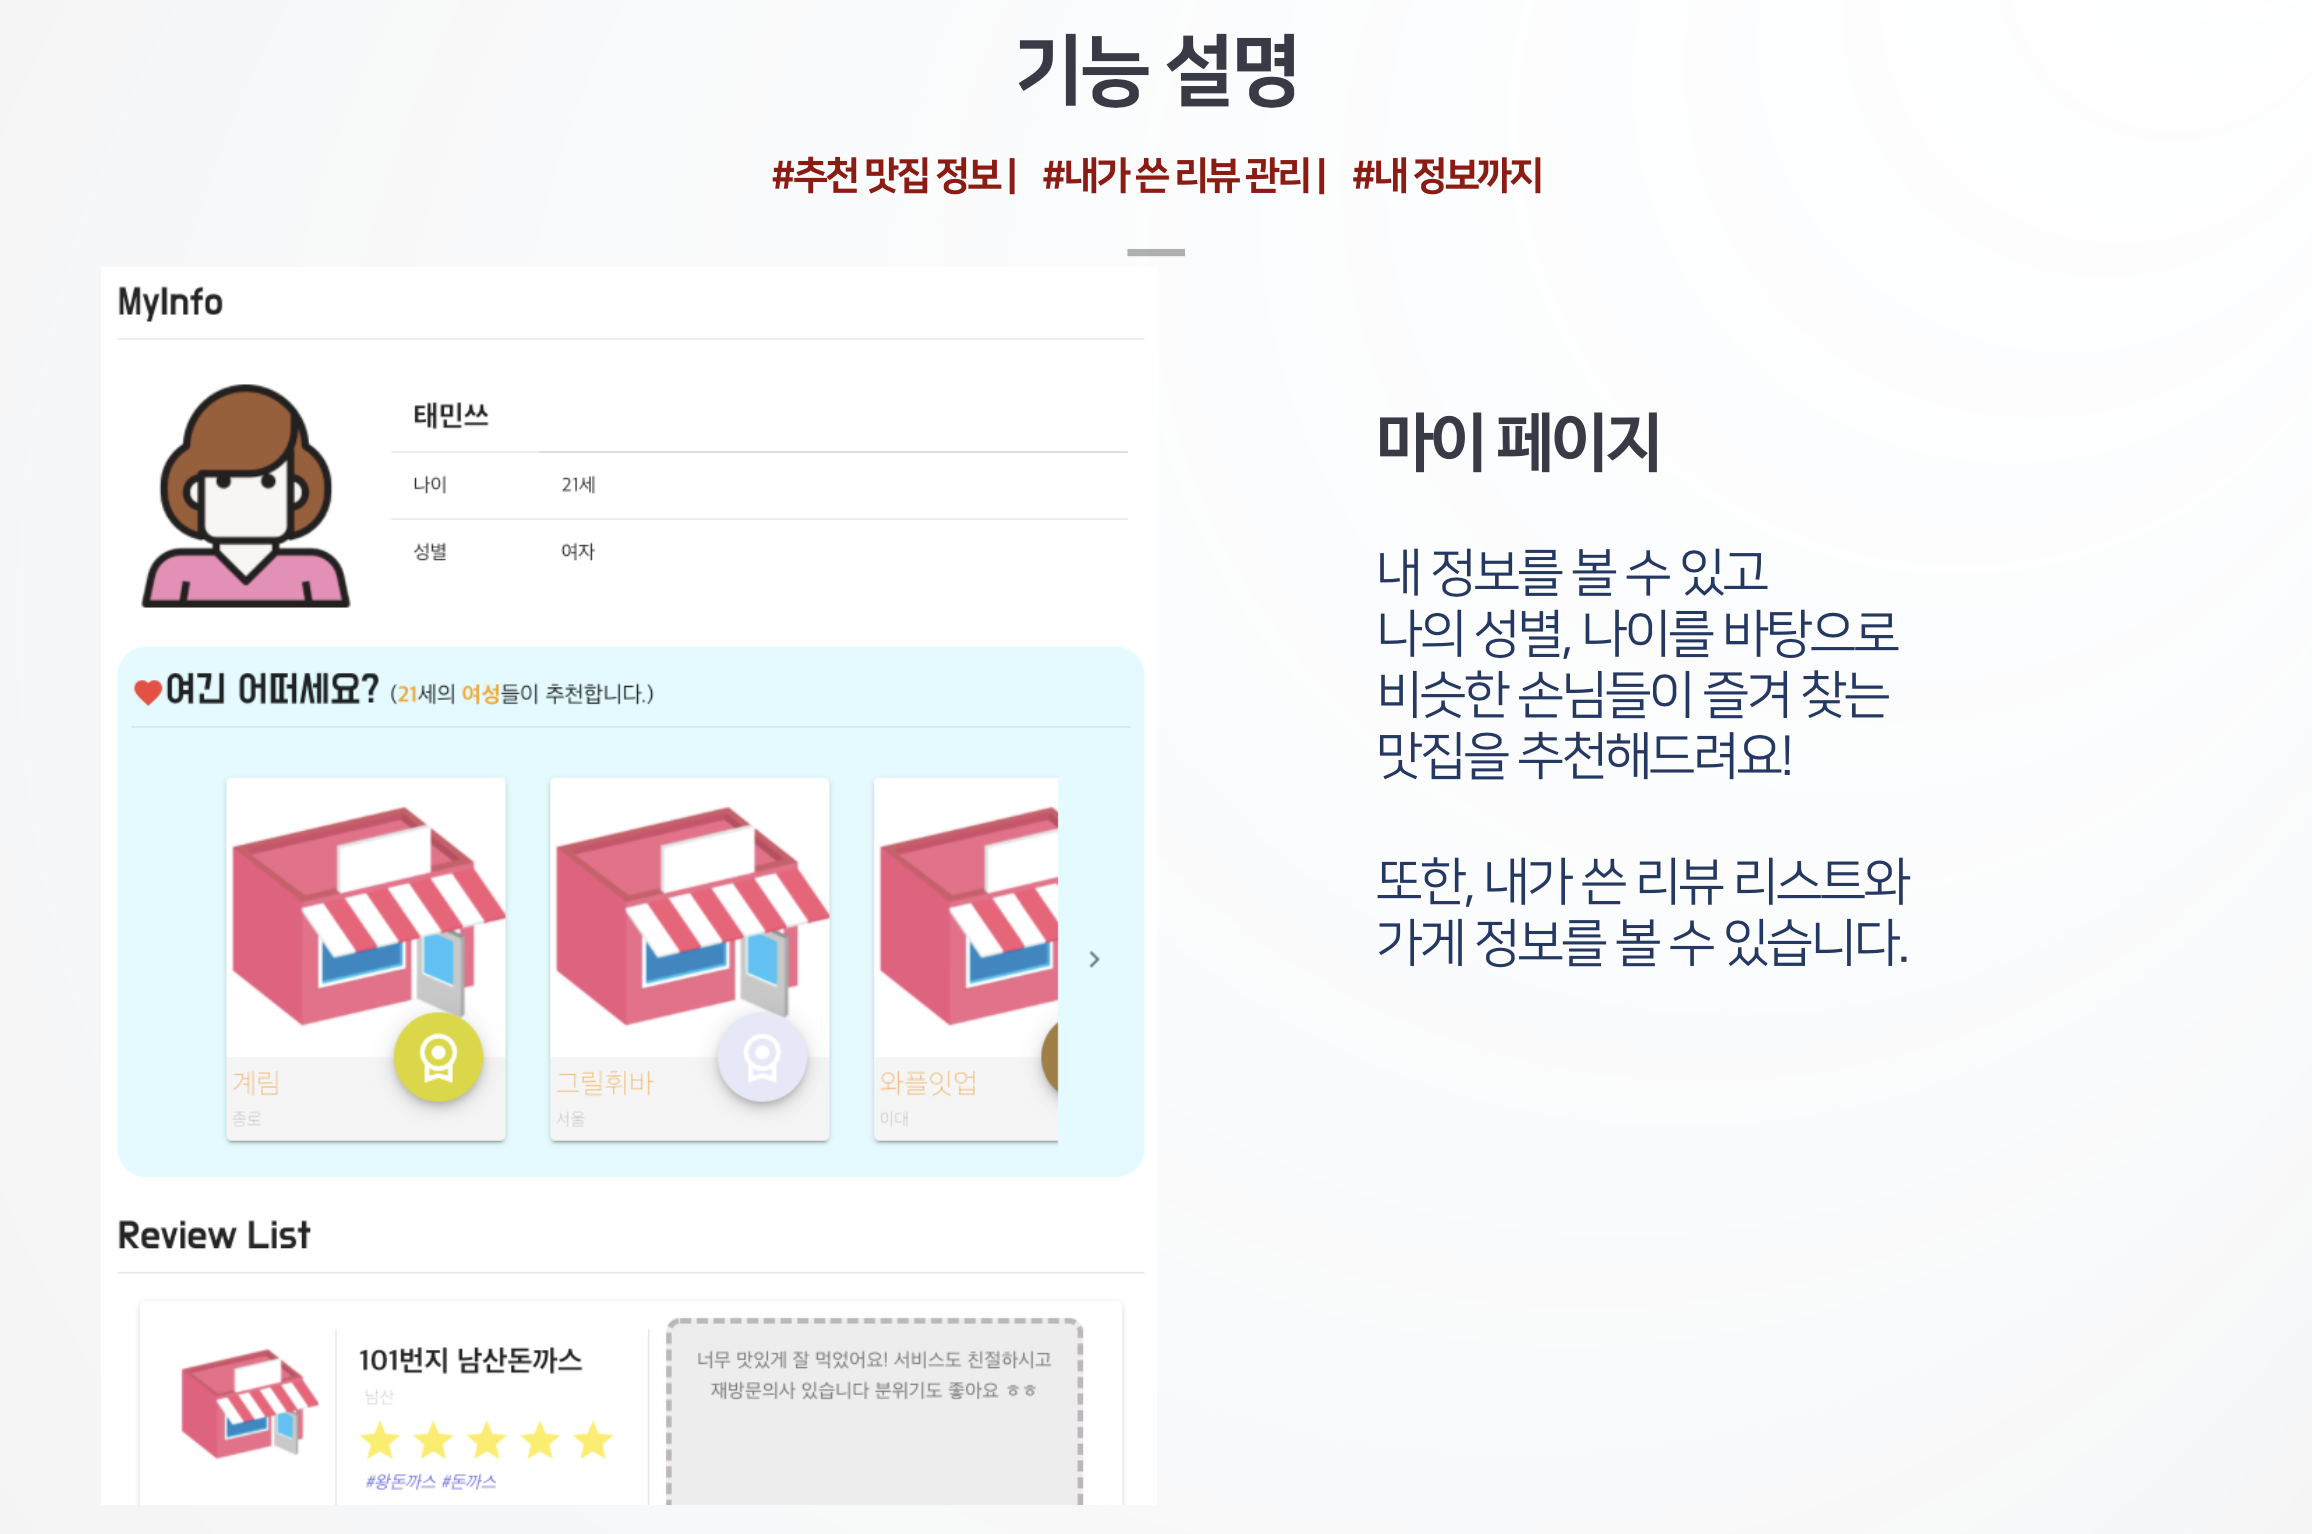 기능 설명
#추천 맛집 정보 | #내가 쓴 리뷰 관리 | #내 정보까지
MyInfo
태민쓰
나이 21세
성별 여자
여긴 어떠세요? (21세의 여성들이 추천합니다.)
계림
종로
그릴휘바
서울
와플잇업
이대
Review List
101번지 남산돈까스
남산
#왕돈까스 #돈까스
너무 맛있게 잘 먹었어요! 서비스도 친절하시고
재방문의사 있습니다 분위기도 좋아요 ㅎㅎ
마이 페이지
내 정보를 볼 수 있고
나의 성별, 나이를 바탕으로
비슷한 손님들이 즐겨 찾는
맛집을 추천해드려요!
또한, 내가 쓴 리뷰 리스트와
가게 정보를 볼 수 있습니다.